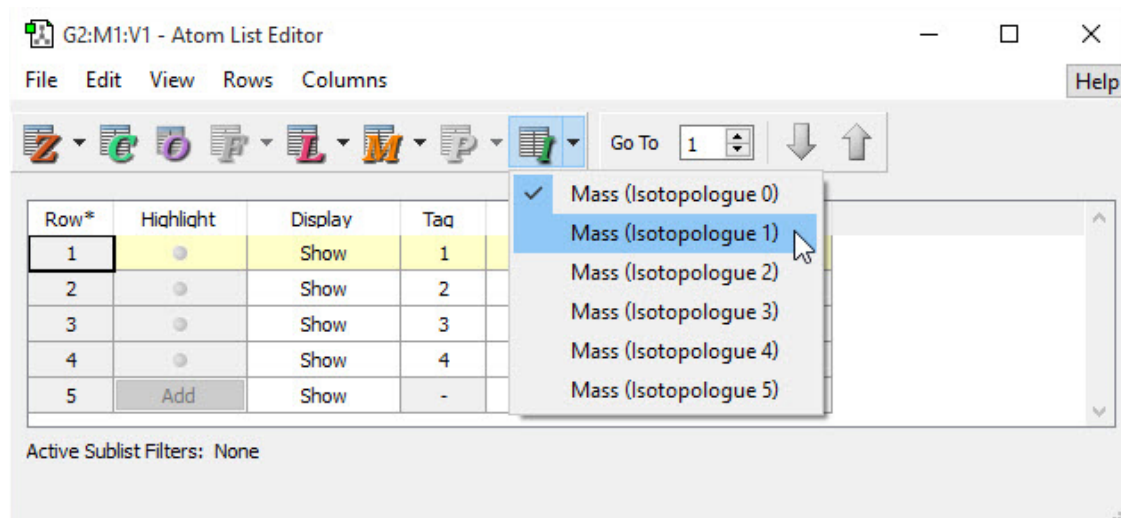 G2:M1:V1 - Atom List Editor
File Edit View Rows Columns Help
Z C O F L M P I Go To 1
Mass (Isotopologue 0)
Mass (Isotopologue 1)
Mass (Isotopologue 2)
Mass (Isotopologue 3)
Mass (Isotopologue 4)
Mass (Isotopologue 5)
Row* Highlight Display Tag
1 Show 1
2 Show 2
3 Show 3
4 Show 4
5 Add Show -
Active Sublist Filters: None